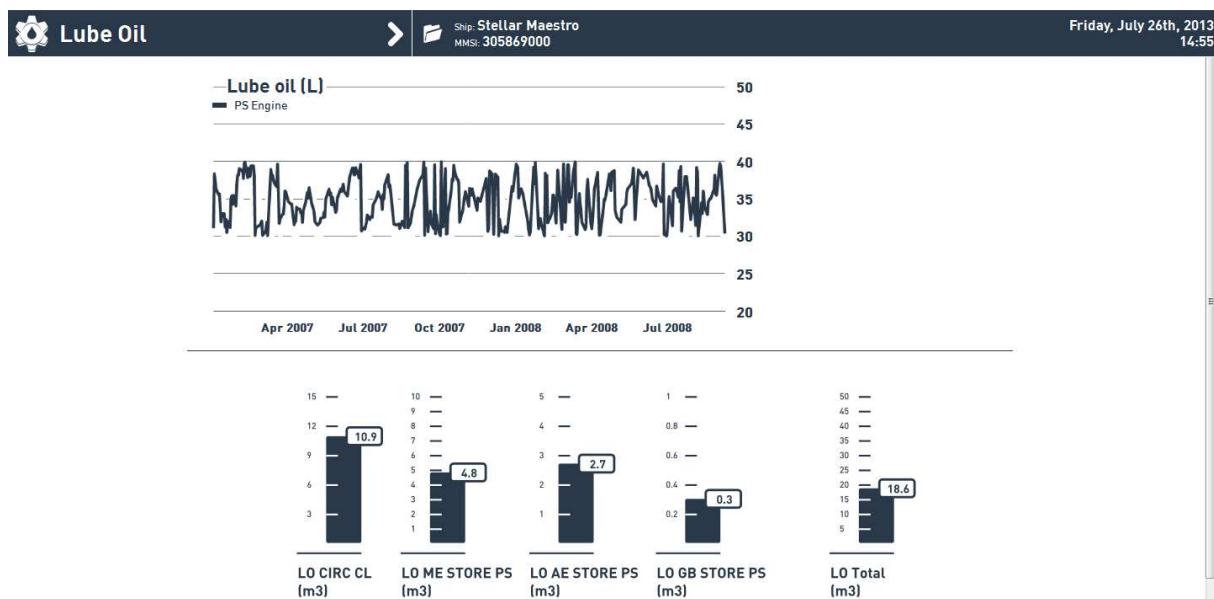 Lube Oil
Ship: Stellar Maestro
MMSI: 305869000
Friday, July 26th, 2013
14:55
Lube oil (L)
PS Engine
50
45
40
35
30
25
20
Apr 2007 Jul 2007 Oct 2007 Jan 2008 Apr 2008 Jul 2008
15
12
9
6
3
10.9
LO CIRC CL
(m3)
10
9
8
7
6
5
4
3
2
1
4.8
LO ME STORE PS
(m3)
5
4
3
2
1
2.7
LO AE STORE PS
(m3)
1
0.8
0.6
0.4
0.2
0.3
LO GB STORE PS
(m3)
50
45
40
35
30
25
20
15
10
5
18.6
LO Total
(m3)